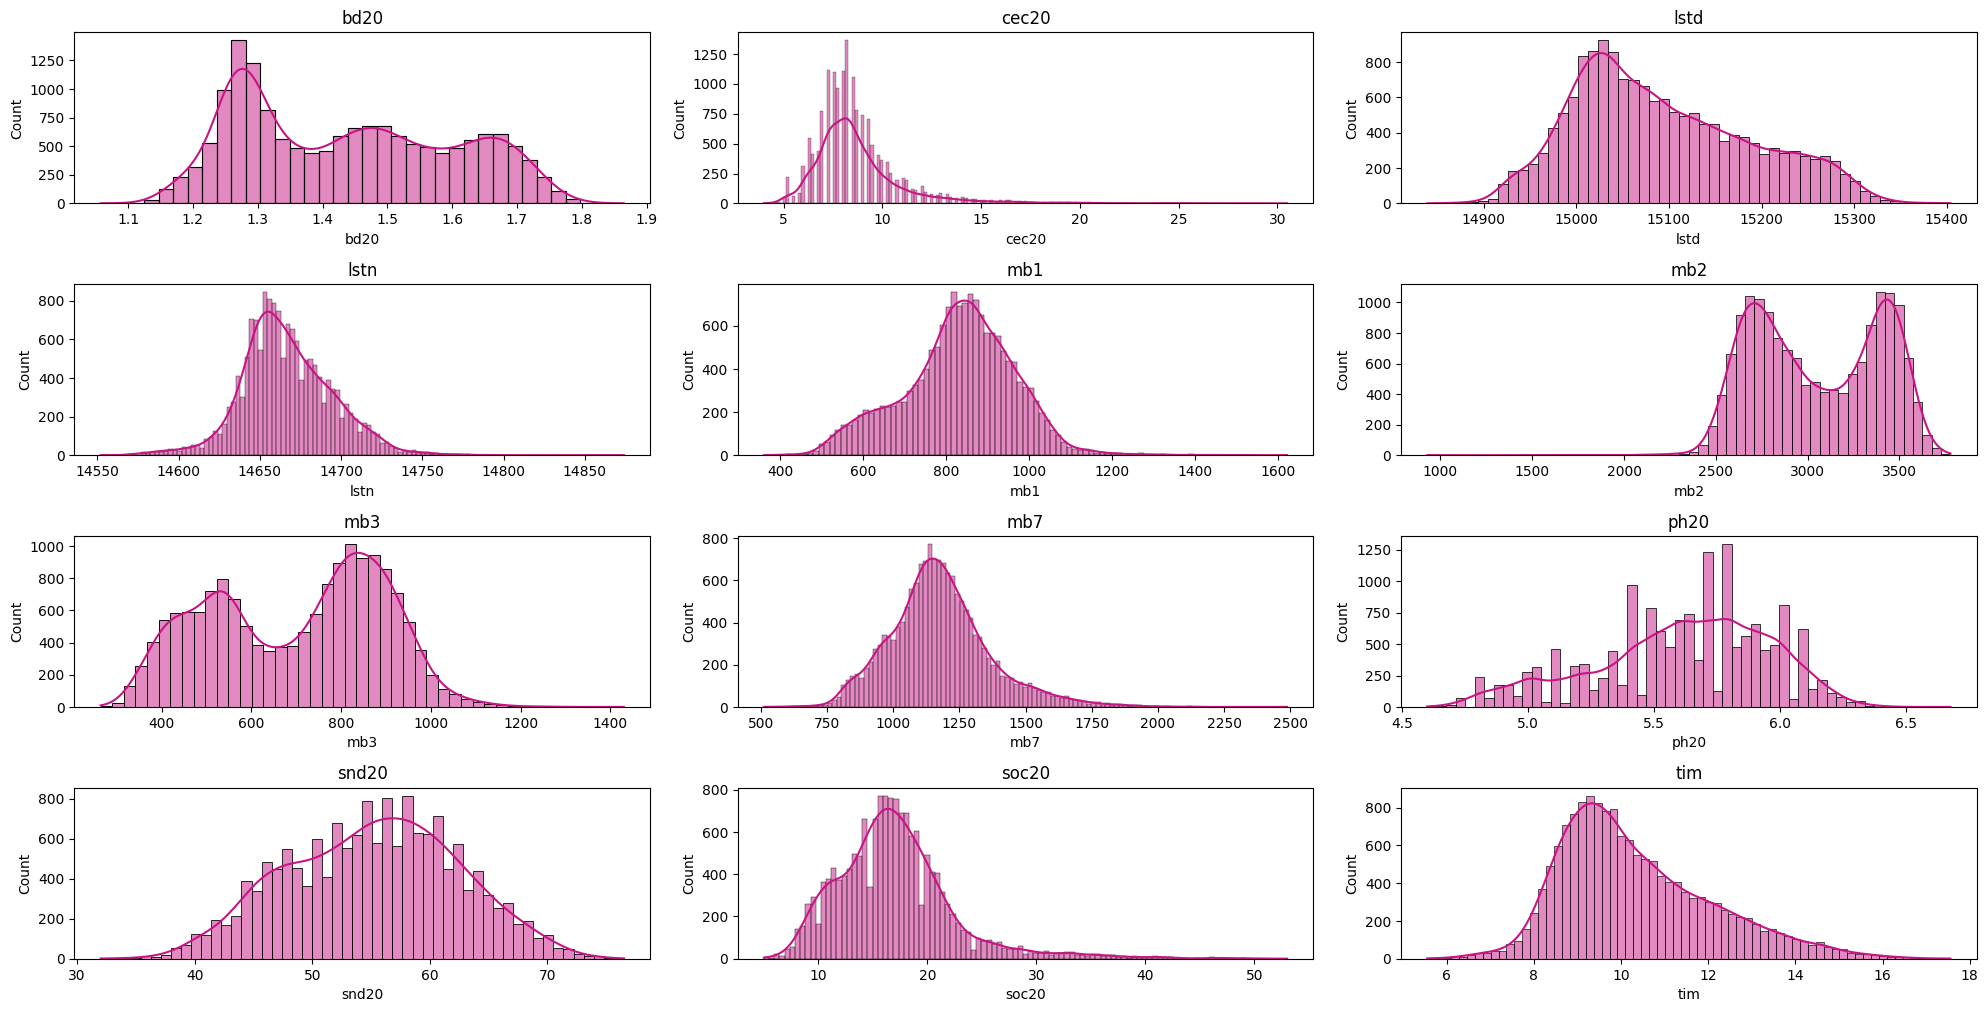 bd20
cec20
lstd
Count
0
250
500
750
1000
1250
1.1 1.2 1.3 1.4 1.5 1.6 1.7 1.8 1.9
bd20
Count
0
250
500
750
1000
1250
5 10 15 20 25 30
cec20
Count
0
200
400
600
800
14900 15000 15100 15200 15300 15400
lstd
lstn
mb1
mb2
Count
0
200
400
600
800
14550 14600 14650 14700 14750 14800 14850
lstn
Count
0
200
400
600
400 600 800 1000 1200 1400 1600
mb1
Count
0
200
400
600
800
1000
1000 1500 2000 2500 3000 3500
mb2
mb3
mb7
ph20
Count
0
200
400
600
800
1000
400 600 800 1000 1200 1400
mb3
Count
0
200
400
600
800
500 750 1000 1250 1500 1750 2000 2250 2500
mb7
Count
0
250
500
750
1000
1250
4.5 5.0 5.5 6.0 6.5
ph20
snd20
soc20
tim
Count
0
200
400
600
800
30 40 50 60 70
snd20
Count
0
200
400
600
800
10 20 30 40 50
soc20
Count
0
200
400
600
800
6 8 10 12 14 16 18
tim